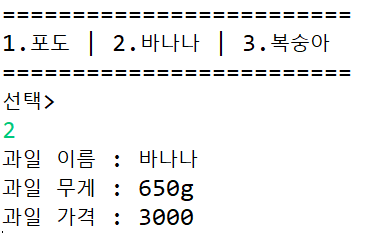 =========================
1.포도 | 2.바나나 | 3.복숭아
=========================
선택>
2
과일 이름 : 바나나
과일 무게 : 650g
과일 가격 : 3000